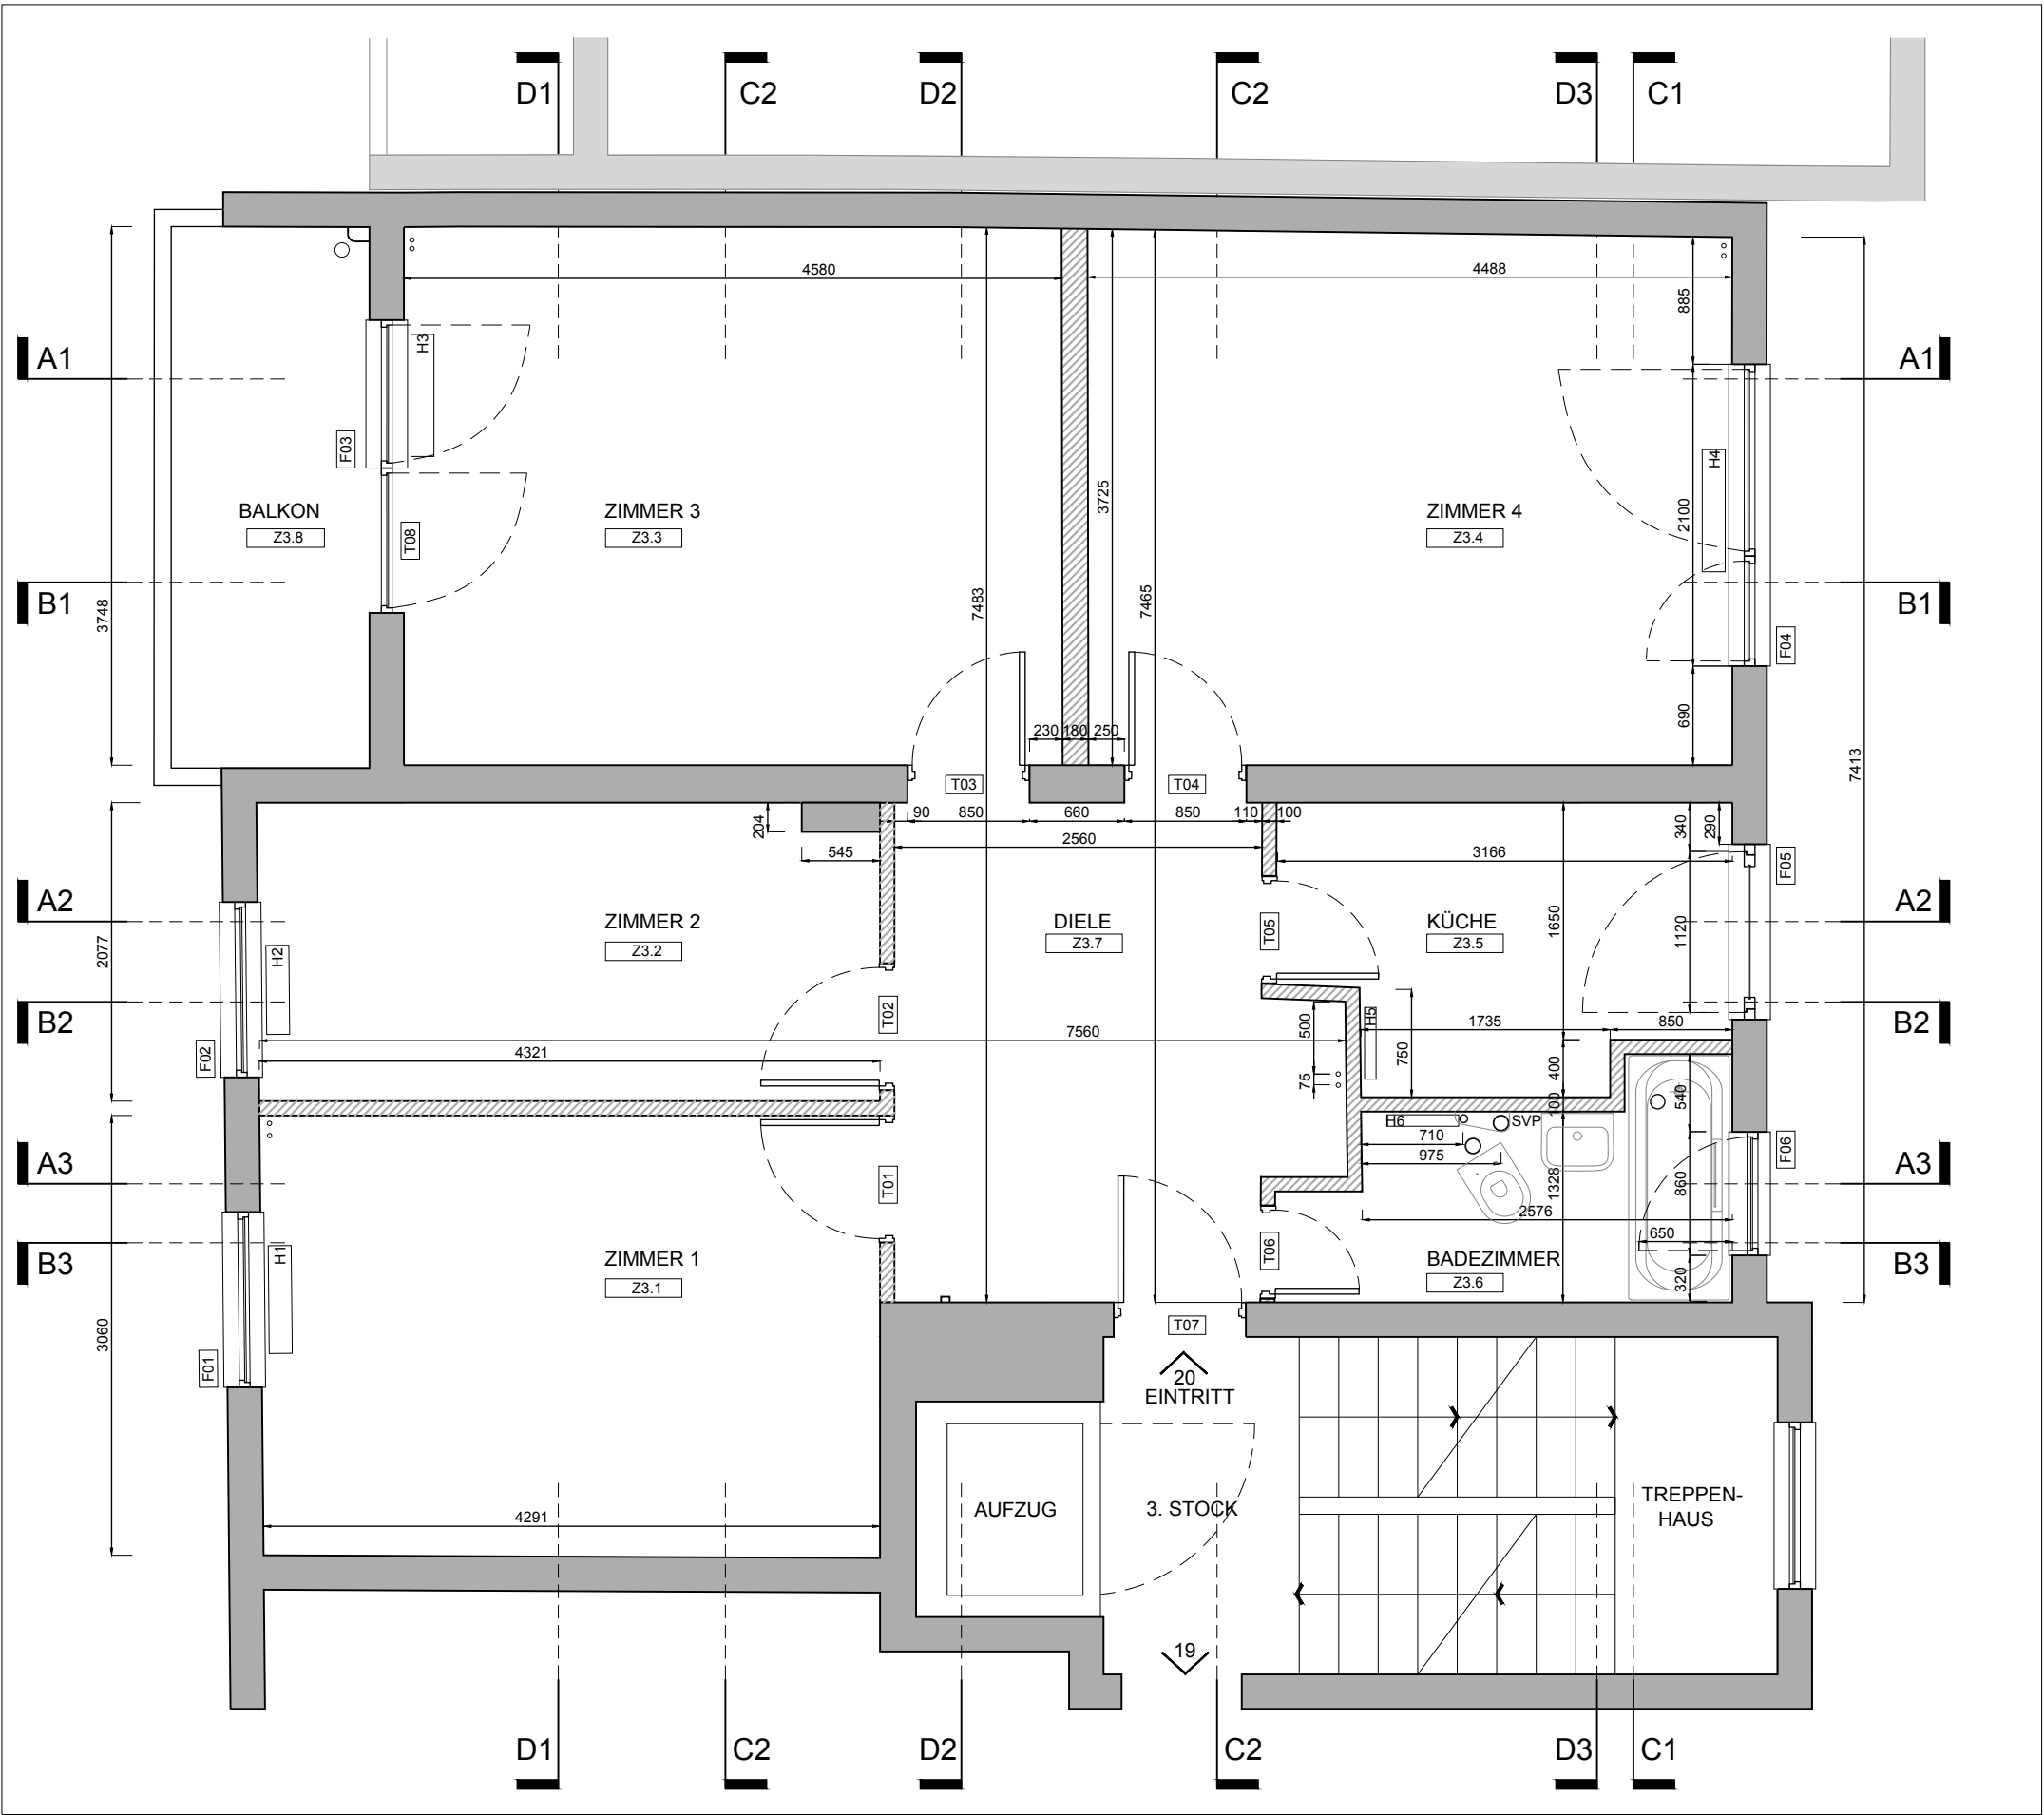 D1
C2
D2
C2
D3
C1
4580
4488
885
A1
H3
A1
F03
H4
BALKON
Z3.8
T08
ZIMMER 3
Z3.3
3725
ZIMMER 4
Z3.4
2100
B1
3748
7483
7465
B1
F04
690
230
180
250
7413
T03
T04
204
90
850
660
850
110
100
340
290
545
2560
3166
F05
A2
2077
ZIMMER 2
Z3.2
DIELE
Z3.7
T05
KÜCHE
Z3.5
1650
1120
A2
H2
B2
T02
500
H5
1735
850
B2
7560
F02
4321
750
75
400
540
100
H6
SVP
710
975
F06
A3
T01
1328
860
A3
2576
650
B3
H1
ZIMMER 1
Z3.1
T06
BADEZIMMER
Z3.6
B3
320
3060
F01
T07
20
EINTRITT
4291
AUFZUG
3. STOCK
TREPPEN-
HAUS
19
D1
C2
D2
C2
D3
C1